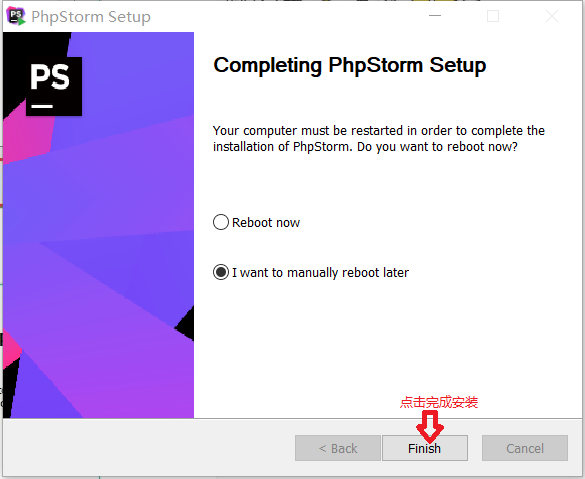 PhpStorm Setup
PS
Completing PhpStorm Setup
Your computer must be restarted in order to complete the
installation of PhpStorm. Do you want to reboot now?
Reboot now
I want to manually reboot later
点击完成安装
< Back
Finish
Cancel